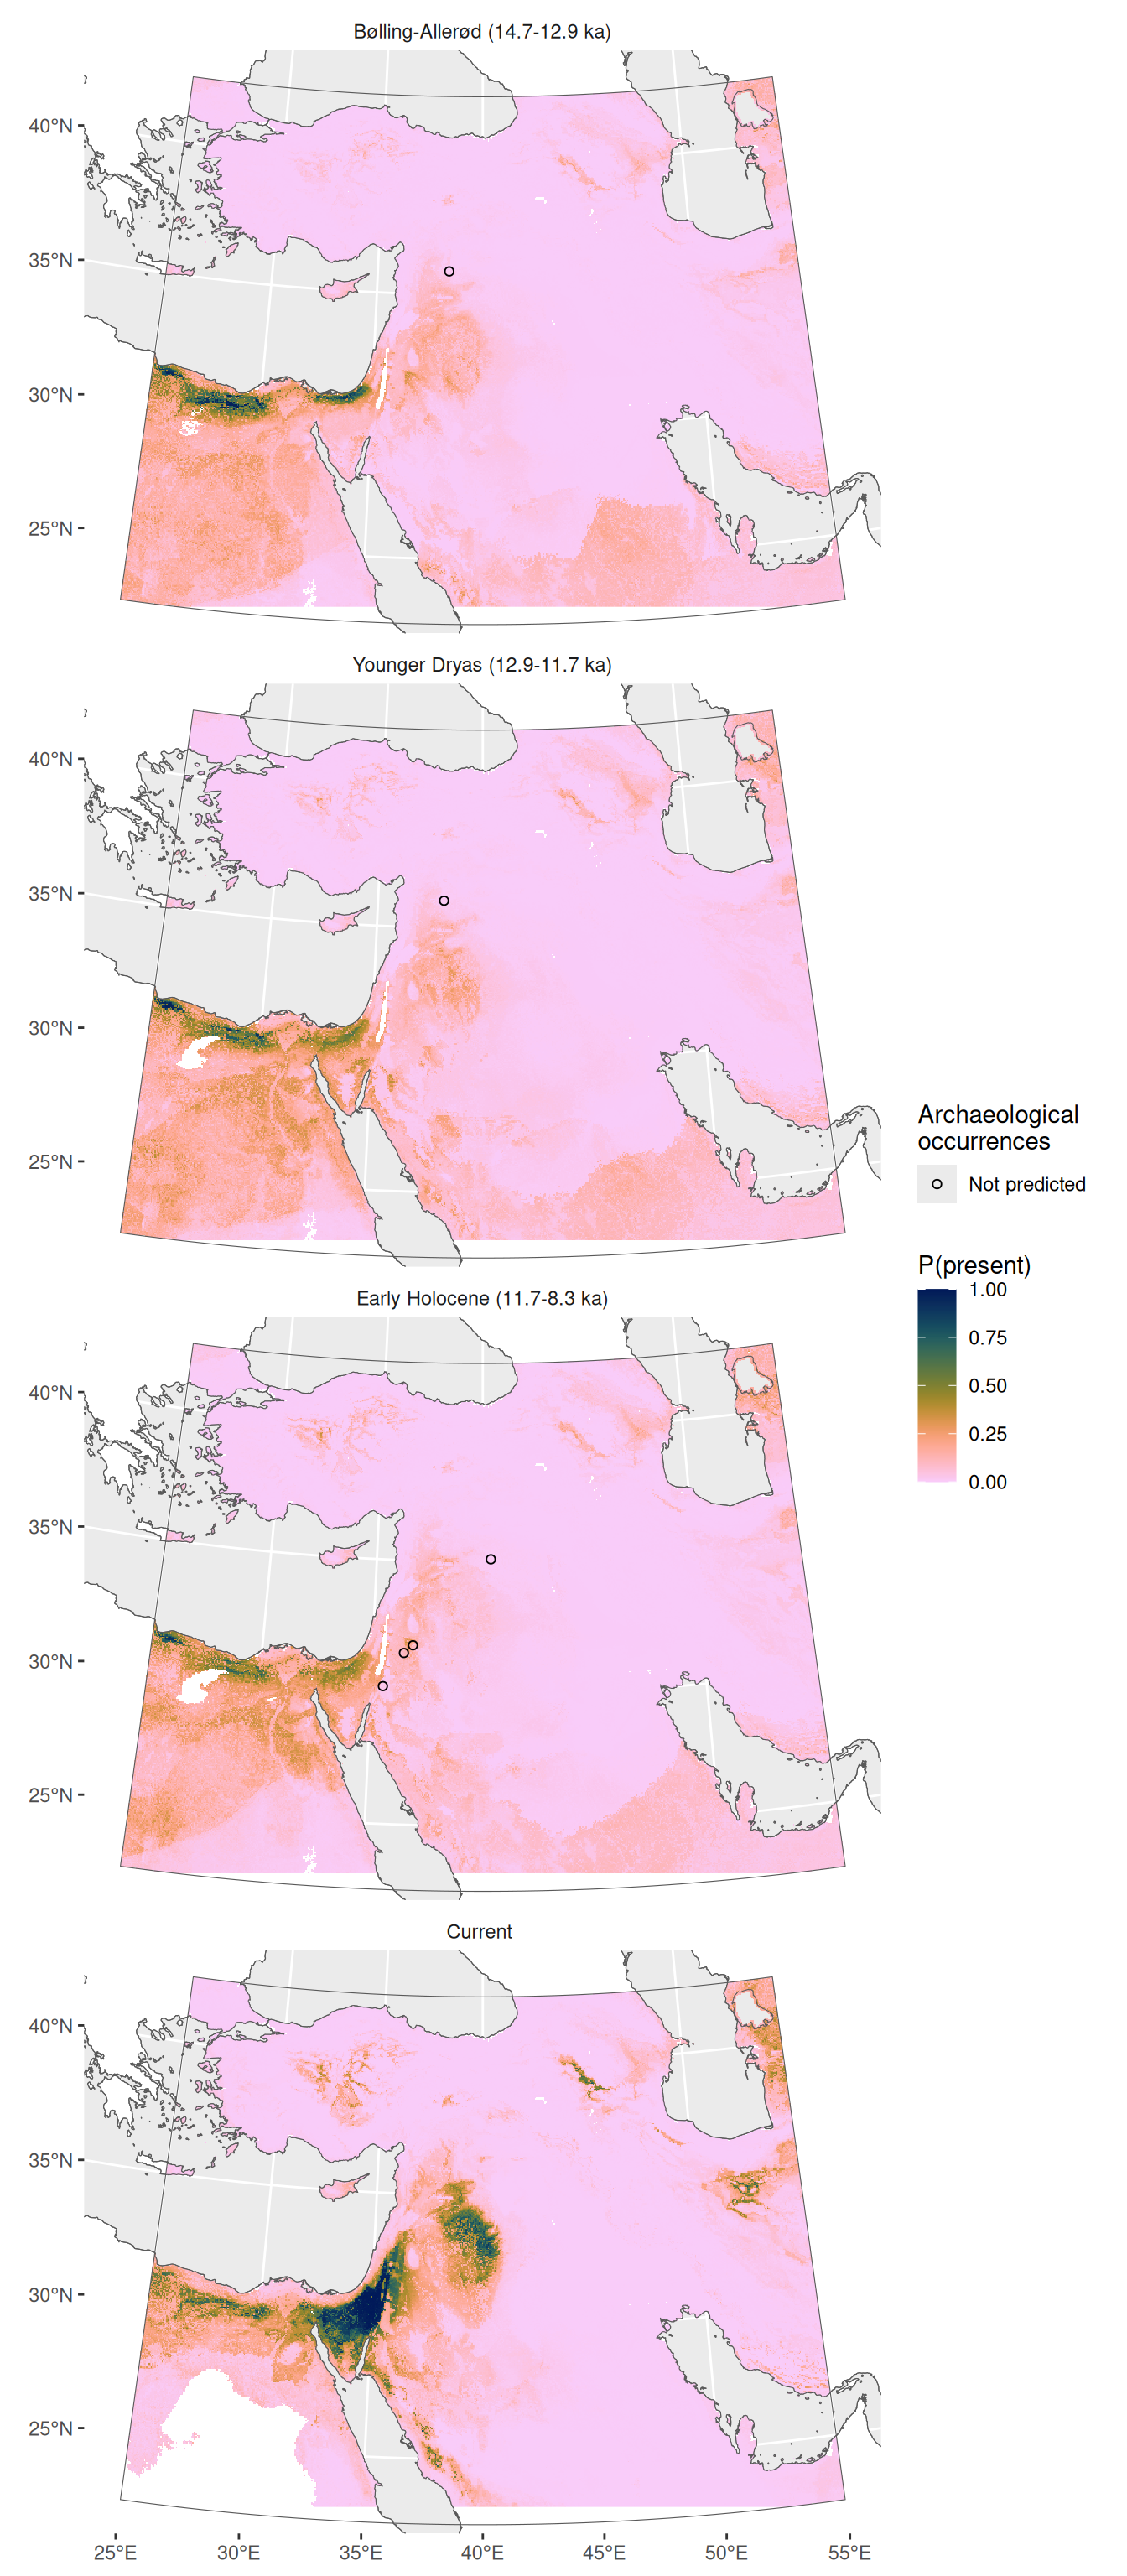 Bølling-Allerød (14.7-12.9 ka)
40°N
35°N
30°N
25°N
Younger Dryas (12.9-11.7 ka)
40°N
35°N
30°N
25°N
Archaeological
occurrences
Not predicted
P(present)
1.00
0.75
0.50
0.25
0.00
Early Holocene (11.7-8.3 ka)
40°N
35°N
30°N
25°N
Current
40°N
35°N
30°N
25°N
25°E 30°E 35°E 40°E 45°E 50°E 55°E